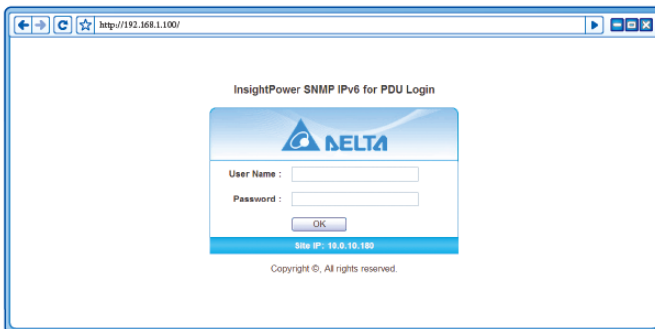 http://192.168.1.100/
InsightPower SNMP IPv6 for PDU Login
DELTA
User Name :
Password :
OK
Site IP: 10.0.10.180
Copyright ©, All rights reserved.